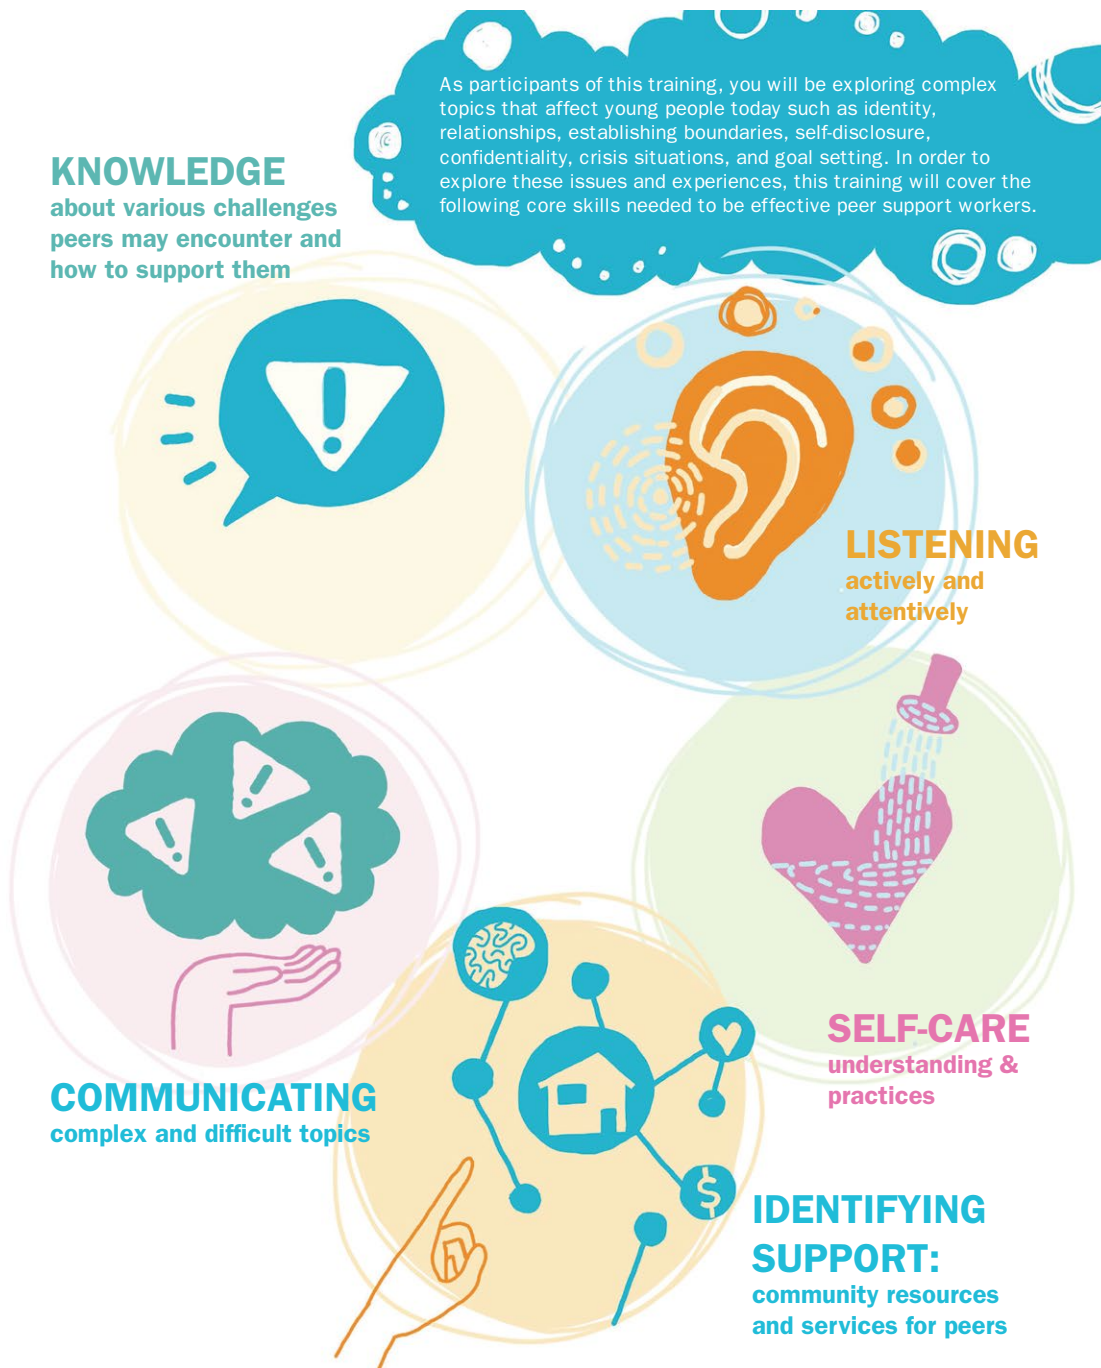 As participants of this training, you will be exploring complex
topics that affect young people today such as identity,
relationships, establishing boundaries, self-disclosure,
confidentiality, crisis situations, and goal setting. In order to
explore these issues and experiences, this training will cover the
following core skills needed to be effective peer support workers.
KNOWLEDGE
about various challenges
peers may encounter and
how to support them
LISTENING
actively and
attentively
SELF-CARE
understanding &
practices
COMMUNICATING
complex and difficult topics
IDENTIFYING
SUPPORT:
community resources
and services for peers